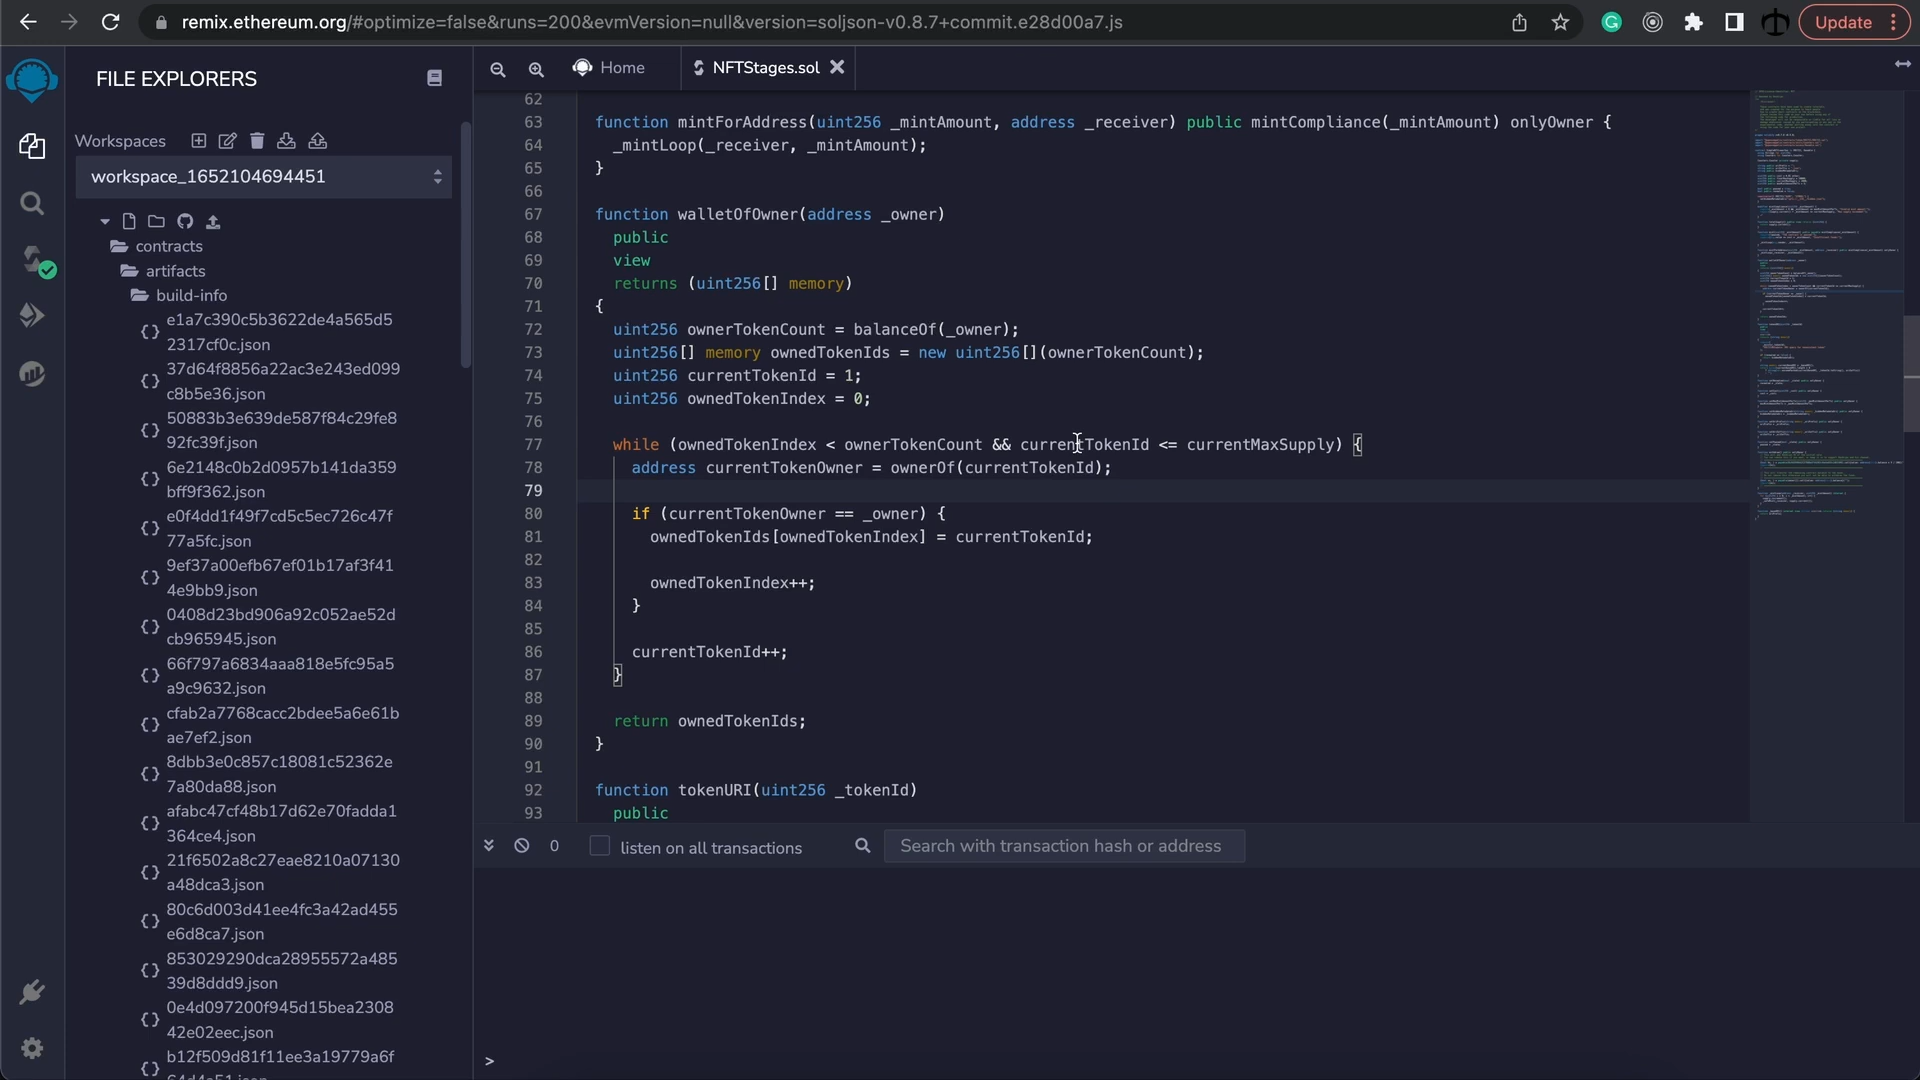 remix.ethereum.org/#optimize=false&runs=200&evmVersion=null&version=soljson-v0.8.7+commit.e28d00a7.js
Update
FILE EXPLORERS
Workspaces
workspace_1652104694451
contracts
artifacts
build-info
e1a7c390c5b3622de4a565d5
2317cf0c.json
37d64f8856a22ac3e243ed099
c8b5e36.json
50883b3e639de587f84c29fe8
92fc39f.json
6e2148c0b2d0957b141da359
bff9f362.json
e0f4dd1f49f7cd5c5ec726c47f
77a5fc.json
9ef37a00efb67ef01b17af3f41
4e9bb9.json
0408d23bd906a92c052ae52d
cb965945.json
66f797a6834aaa818e5fc95a5
a9c9632.json
cfab2a7768cacc2bdee5a6e61b
ae7ef2.json
8dbb3e0c857c18081c52362e
7a80da88.json
afabc47cf48b17d62e70fadda1
364ce4.json
21f6502a8c27eae8210a07130
a48dca3.json
80c6d003d41ee4fc3a42ad455
e6d8ca7.json
853029290dca28955572a485
39d8ddd9.json
0e4d097200f945d15bea2308
42e02eec.json
b12f509d81f11ee3a19779a6f
Home
NFTStages.sol
62
63 function mintForAddress(uint256 _mintAmount, address _receiver) public mintCompliance(_mintAmount) onlyOwner {
64 _mintLoop(_receiver, _mintAmount);
65 }
66
67 function walletOfOwner(address _owner)
68 public
69 view
70 returns (uint256[] memory)
71 {
72 uint256 ownerTokenCount = balanceOf(_owner);
73 uint256[] memory ownedTokenIds = new uint256[](ownerTokenCount);
74 uint256 currentTokenId = 1;
75 uint256 ownedTokenIndex = 0;
76
77 while (ownedTokenIndex < ownerTokenCount && currentTokenId <= currentMaxSupply) {
78 address currentTokenOwner = ownerOf(currentTokenId);
79
80 if (currentTokenOwner == _owner) {
81 ownedTokenIds[ownedTokenIndex] = currentTokenId;
82
83 ownedTokenIndex++;
84 }
85
86 currentTokenId++;
87 }
88
89 return ownedTokenIds;
90 }
91
92 function tokenURI(uint256 _tokenId)
93 public
0
listen on all transactions
Search with transaction hash or address
>